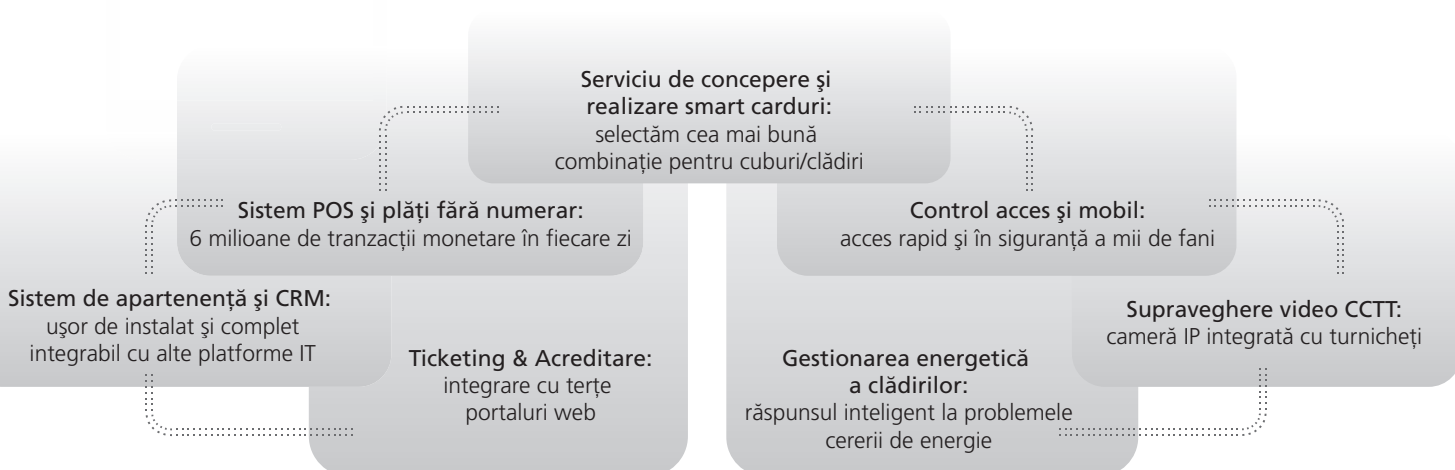 Serviciu de concepere şi
realizare smart carduri:
selectăm cea mai bună
combinație pentru cuburi/clădiri
Sistem POS şi plăți fără numerar:
6 milioane de tranzacții monetare în fiecare zi
Control acces şi mobil:
acces rapid şi în siguranță a mii de fani
Sistem de apartenență şi CRM:
uşor de instalat şi complet
integrabil cu alte platforme IT
Supraveghere video CCTT:
cameră IP integrată cu turnicheți
Ticketing & Acreditare:
integrare cu terțe
portaluri web
Gestionarea energetică
a clădirilor:
răspunsul inteligent la problemele
cererii de energie